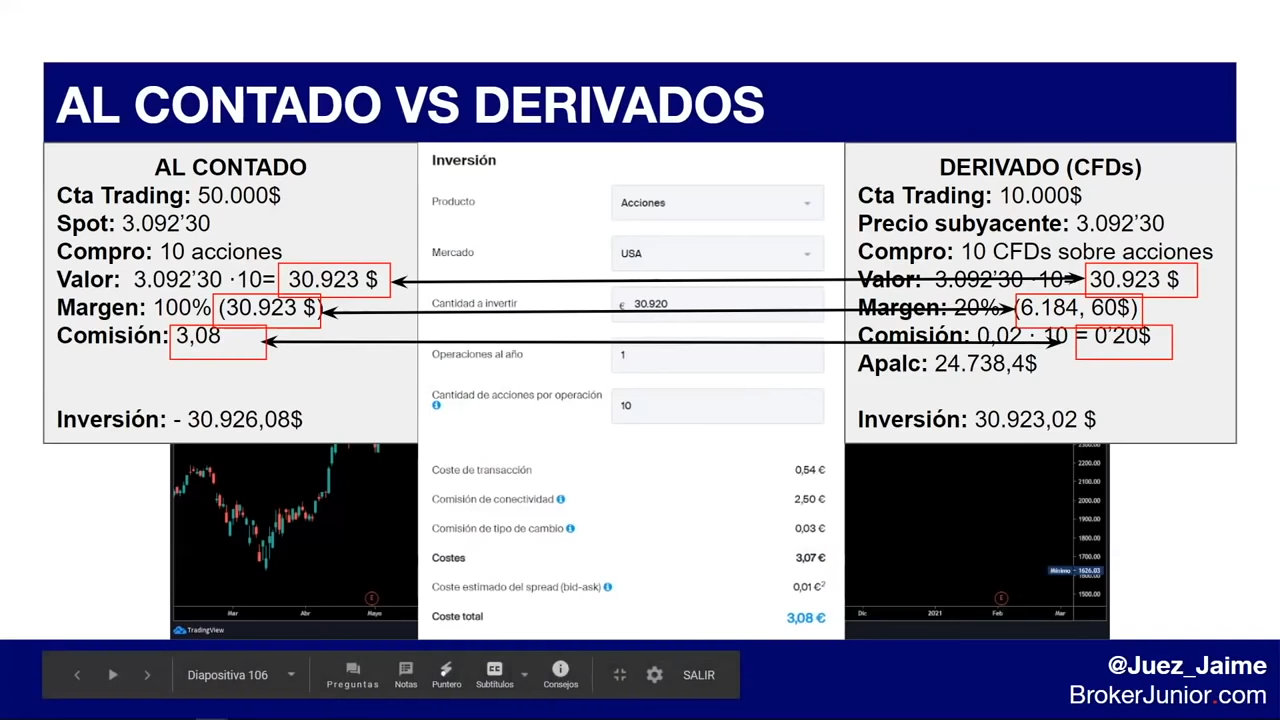 AL CONTADO VS DERIVADOS
AL CONTADO
Cta Trading: 50.000$
Spot: 3.092’30
Compro: 10 acciones
Valor: 3.092’30 ·10= 30.923 $
Margen: 100% (30.923 $)
Comisión: 3,08
Inversión: - 30.926,08$
Inversión
Producto Acciones
Mercado USA
Cantidad a invertir € 30.920
Operaciones al año 1
Cantidad de acciones por operación 10
Coste de transacción 0,54 €
Comisión de conectividad 2,50 €
Comisión de tipo de cambio 0,03 €
Costes 3,07 €
Coste estimado del spread (bid-ask) 0,01 €²
Coste total 3,08 €
DERIVADO (CFDs)
Cta Trading: 10.000$
Precio subyacente: 3.092’30
Compro: 10 CFDs sobre acciones
Valor: 3.092’30 ·10= 30.923 $
Margen: 20% (6.184, 60$)
Comisión: 0,02 · 10 = 0’20$
Apalc: 24.738,4$
Inversión: 30.923,02 $
2200.00
2100.00
1900.00
1800.00
1700.00
Mínimo 1626.03
1600.00
1500.00
E
E
Mar Abr Mayo
Dic 2021 Feb Mar
TradingView
Diapositiva 106
Preguntas
Notas
Puntero
CC
Subtítulos
Consejos
SALIR
@Juez_Jaime
BrokerJunior.com